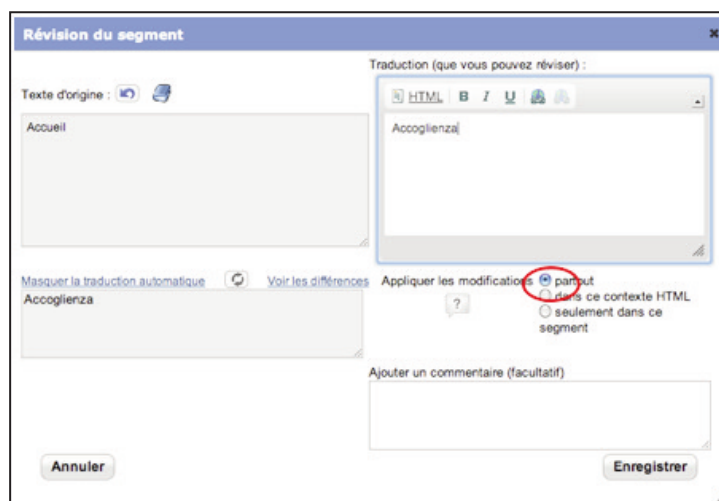 Révision du segment
Traduction (que vous pouvez réviser) :
Texte d'origine :
HTML B I U
Accueil
Accoglienza
Masquer la traduction automatique Voir les différences
Accoglienza
Appliquer les modifications partout
dans ce contexte HTML
? seulement dans ce
segment
Ajouter un commentaire (facultatif)
Annuler Enregistrer